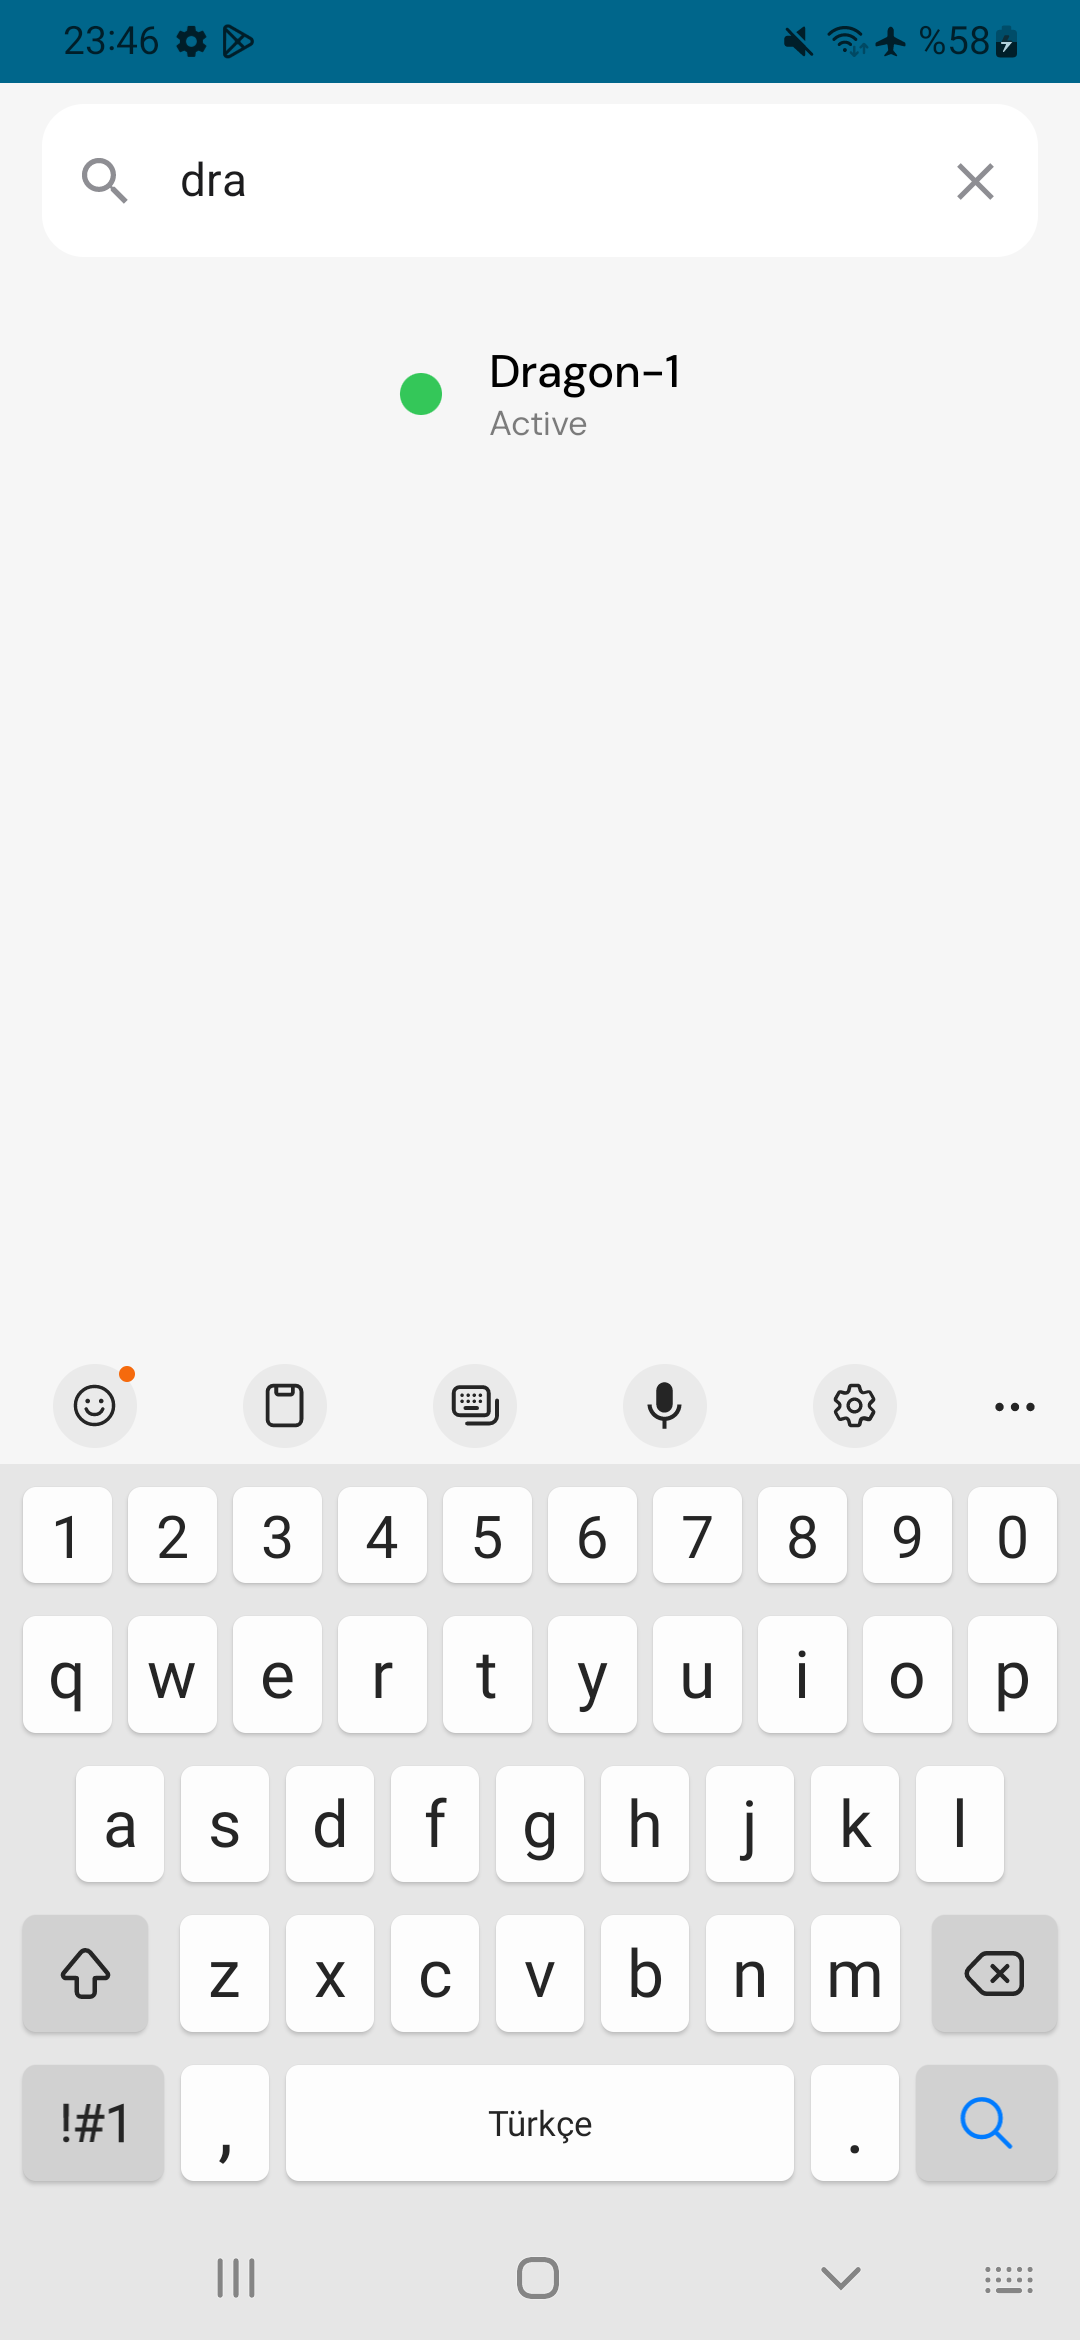 23:46 %58
dra
Dragon-1
Active
1 2 3 4 5 6 7 8 9 0
q w e r t y u i o p
a s d f g h j k l
z x c v b n m
!#1 , Türkçe .